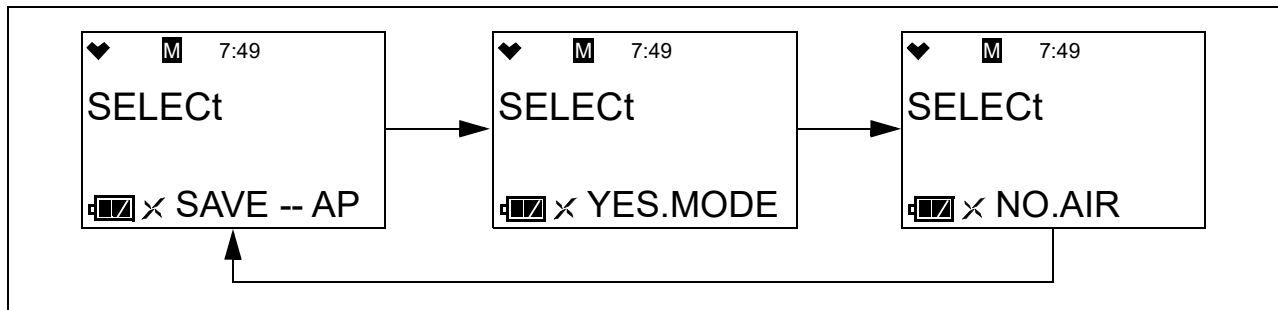 M 7:49
SELECt
SAVE -- AP
M 7:49
SELECt
YES.MODE
M 7:49
SELECt
NO.AIR